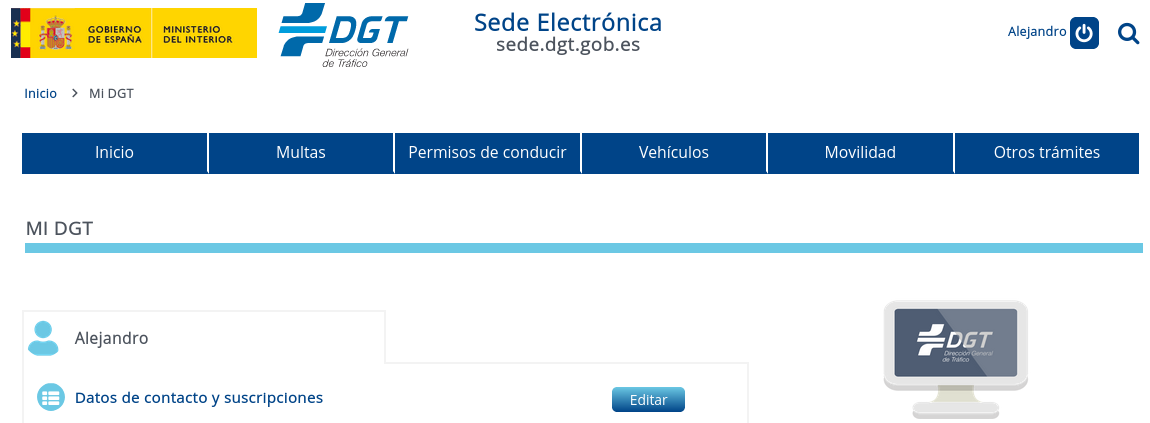 GOBIERNO
DE ESPAÑA
MINISTERIO
DEL INTERIOR
DGT
Dirección General
de Tráfico
Sede Electrónica
sede.dgt.gob.es
Alejandro
Inicio > Mi DGT
Inicio Multas Permisos de conducir Vehículos Movilidad Otros trámites
MI DGT
Alejandro
DGT
Dirección General
de Tráfico
Datos de contacto y suscripciones Editar